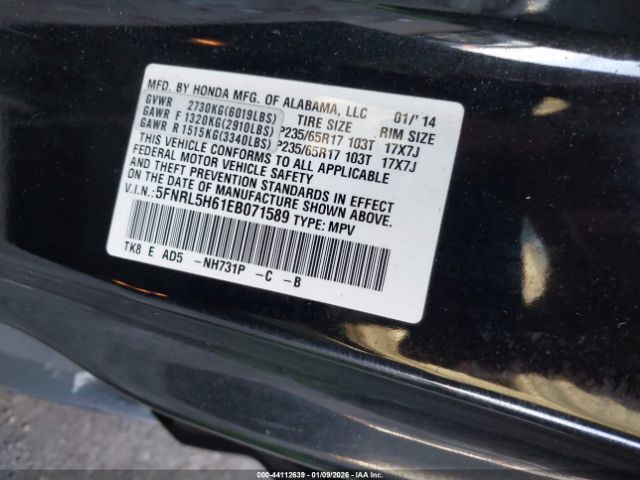 MFD. BY HONDA MFG. OF ALABAMA, LLC 01/'14
GVWR 2730KG(6019LBS) TIRE SIZE RIM SIZE
GAWR F 1320KG(2910LBS) P235/65R17 103T 17X7J
GAWR R 1515KG(3340LBS) P235/65R17 103T 17X7J
THIS VEHICLE CONFORMS TO ALL APPLICABLE
FEDERAL MOTOR VEHICLE SAFETY
AND THEFT PREVENTION STANDARDS IN EFFECT
ON THE DATE OF MANUFACTURE SHOWN ABOVE.
V.I.N.: 5FNRL5H61EB071589 TYPE: MPV
TK8 E AD5 -NH731P -C -B
000-44112639 - 01/09/2026 - IAAI.COM